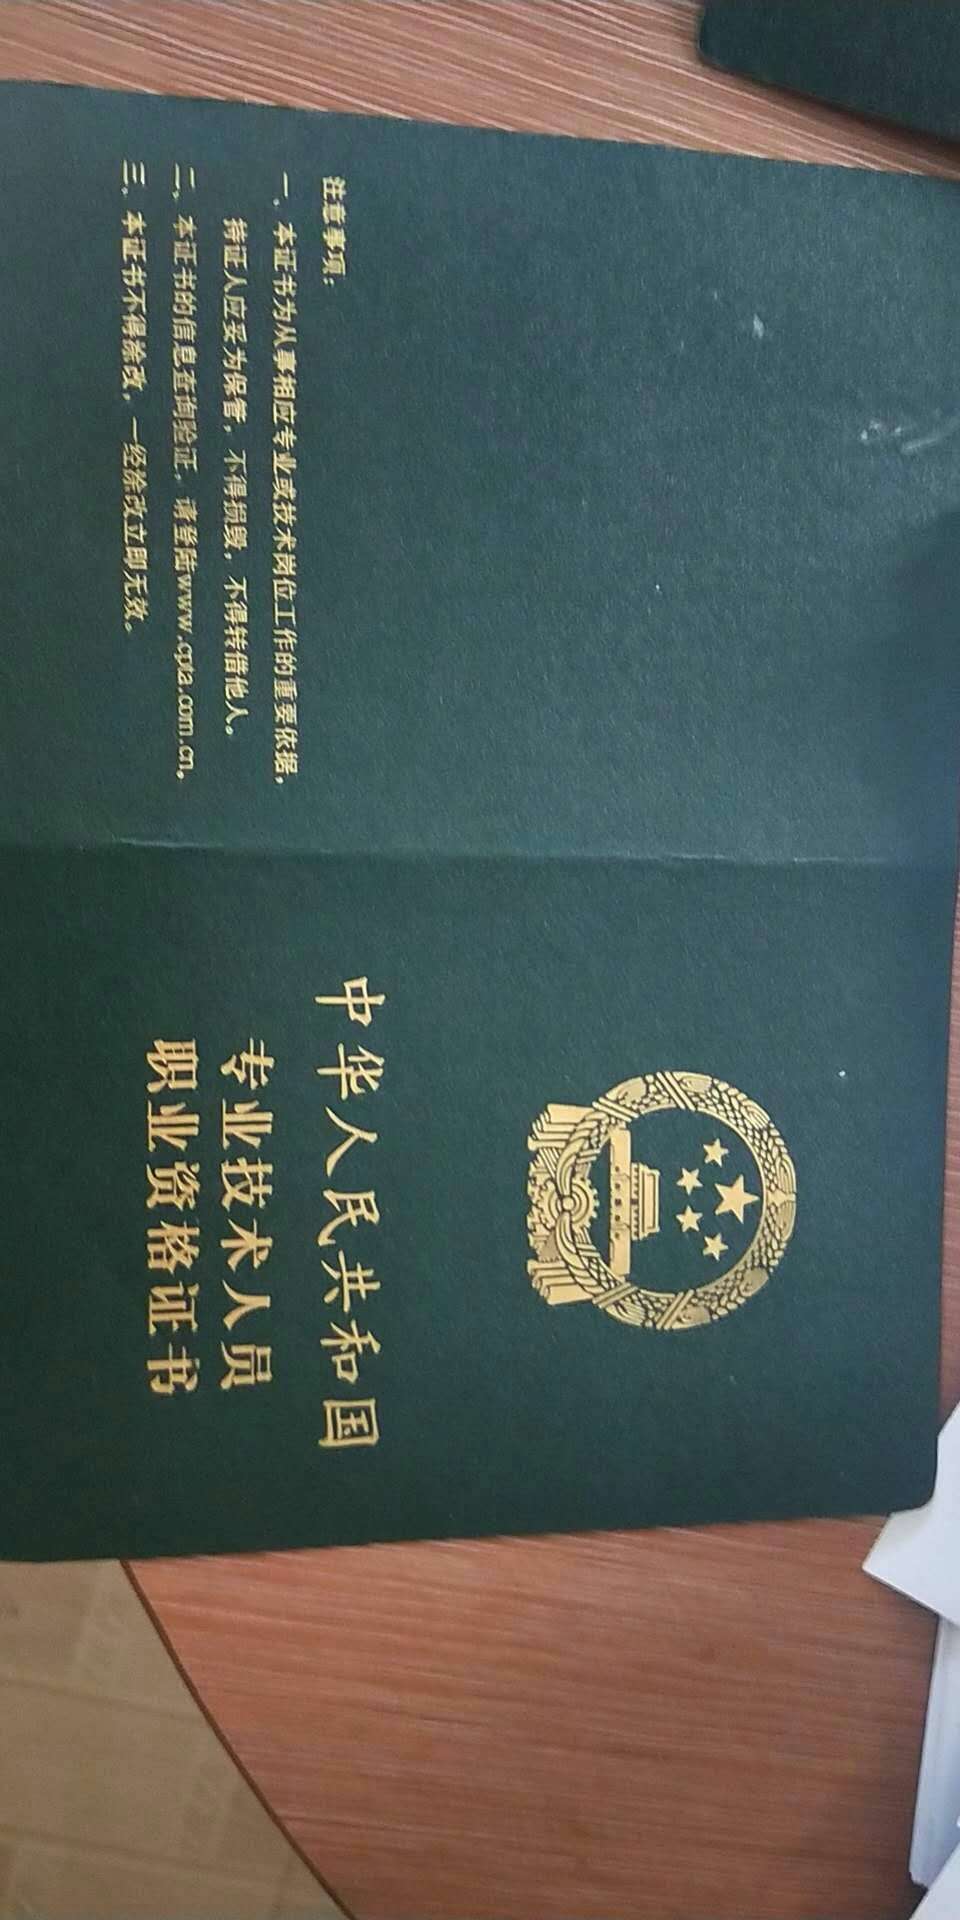 注意事项：
一、本证书为从事相应专业或技术岗位工作的重要依据，
持证人应妥为保管，不得损毁，不得转借他人。
二、本证书的信息查询验证，请登陆www.cpta.com.cn。
三、本证书不得涂改，一经涂改立即无效。
中华人民共和国
专业技术人员
职业资格证书